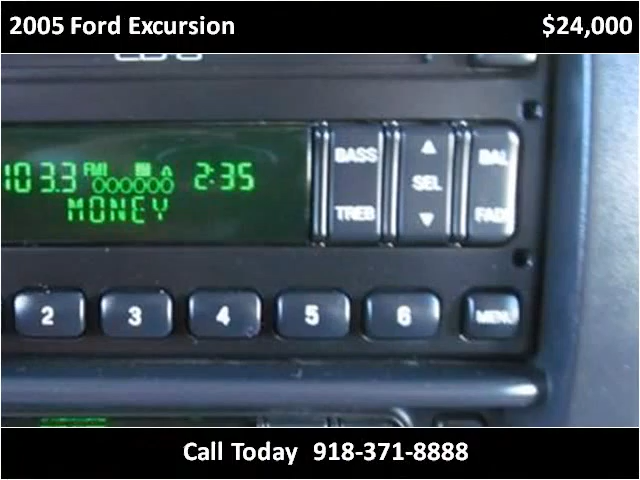 2005 Ford Excursion $24,000
103.3 FM1 2:35
MONEY
BASS SEL BAL
TREB FAD
2 3 4 5 6 MENU
Call Today 918-371-8888